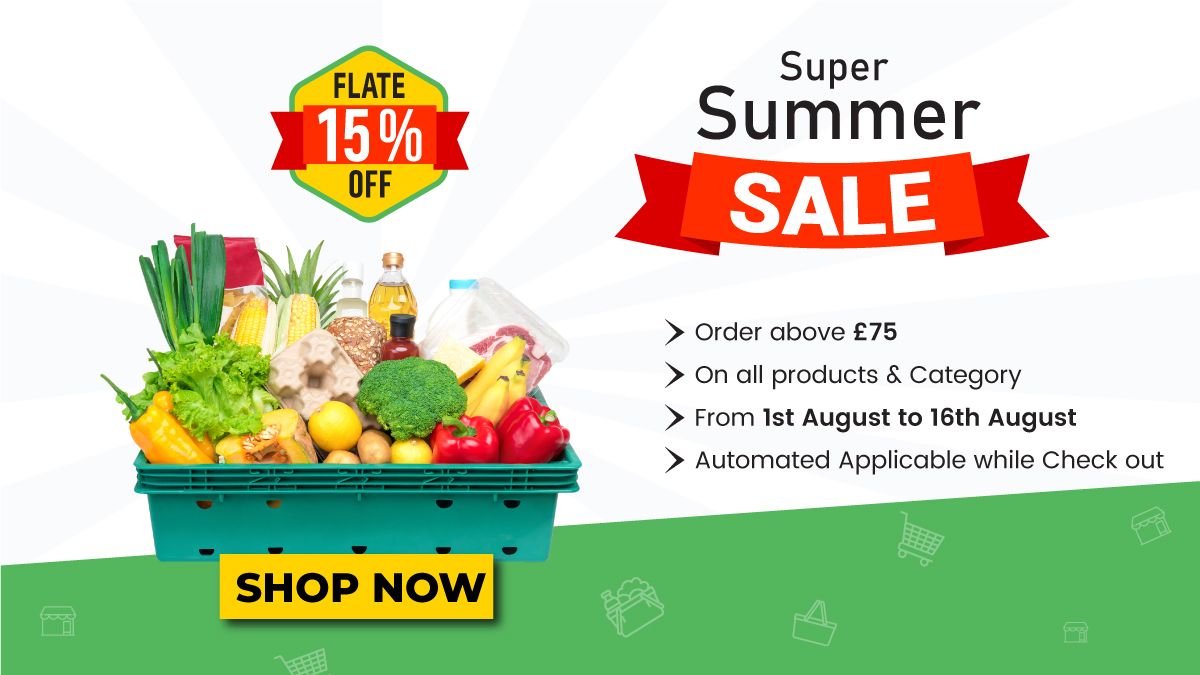 FLATE
15%
OFF
Super
Summer
SALE
Order above £75
On all products & Category
From 1st August to 16th August
Automated Applicable while Check out
SHOP NOW